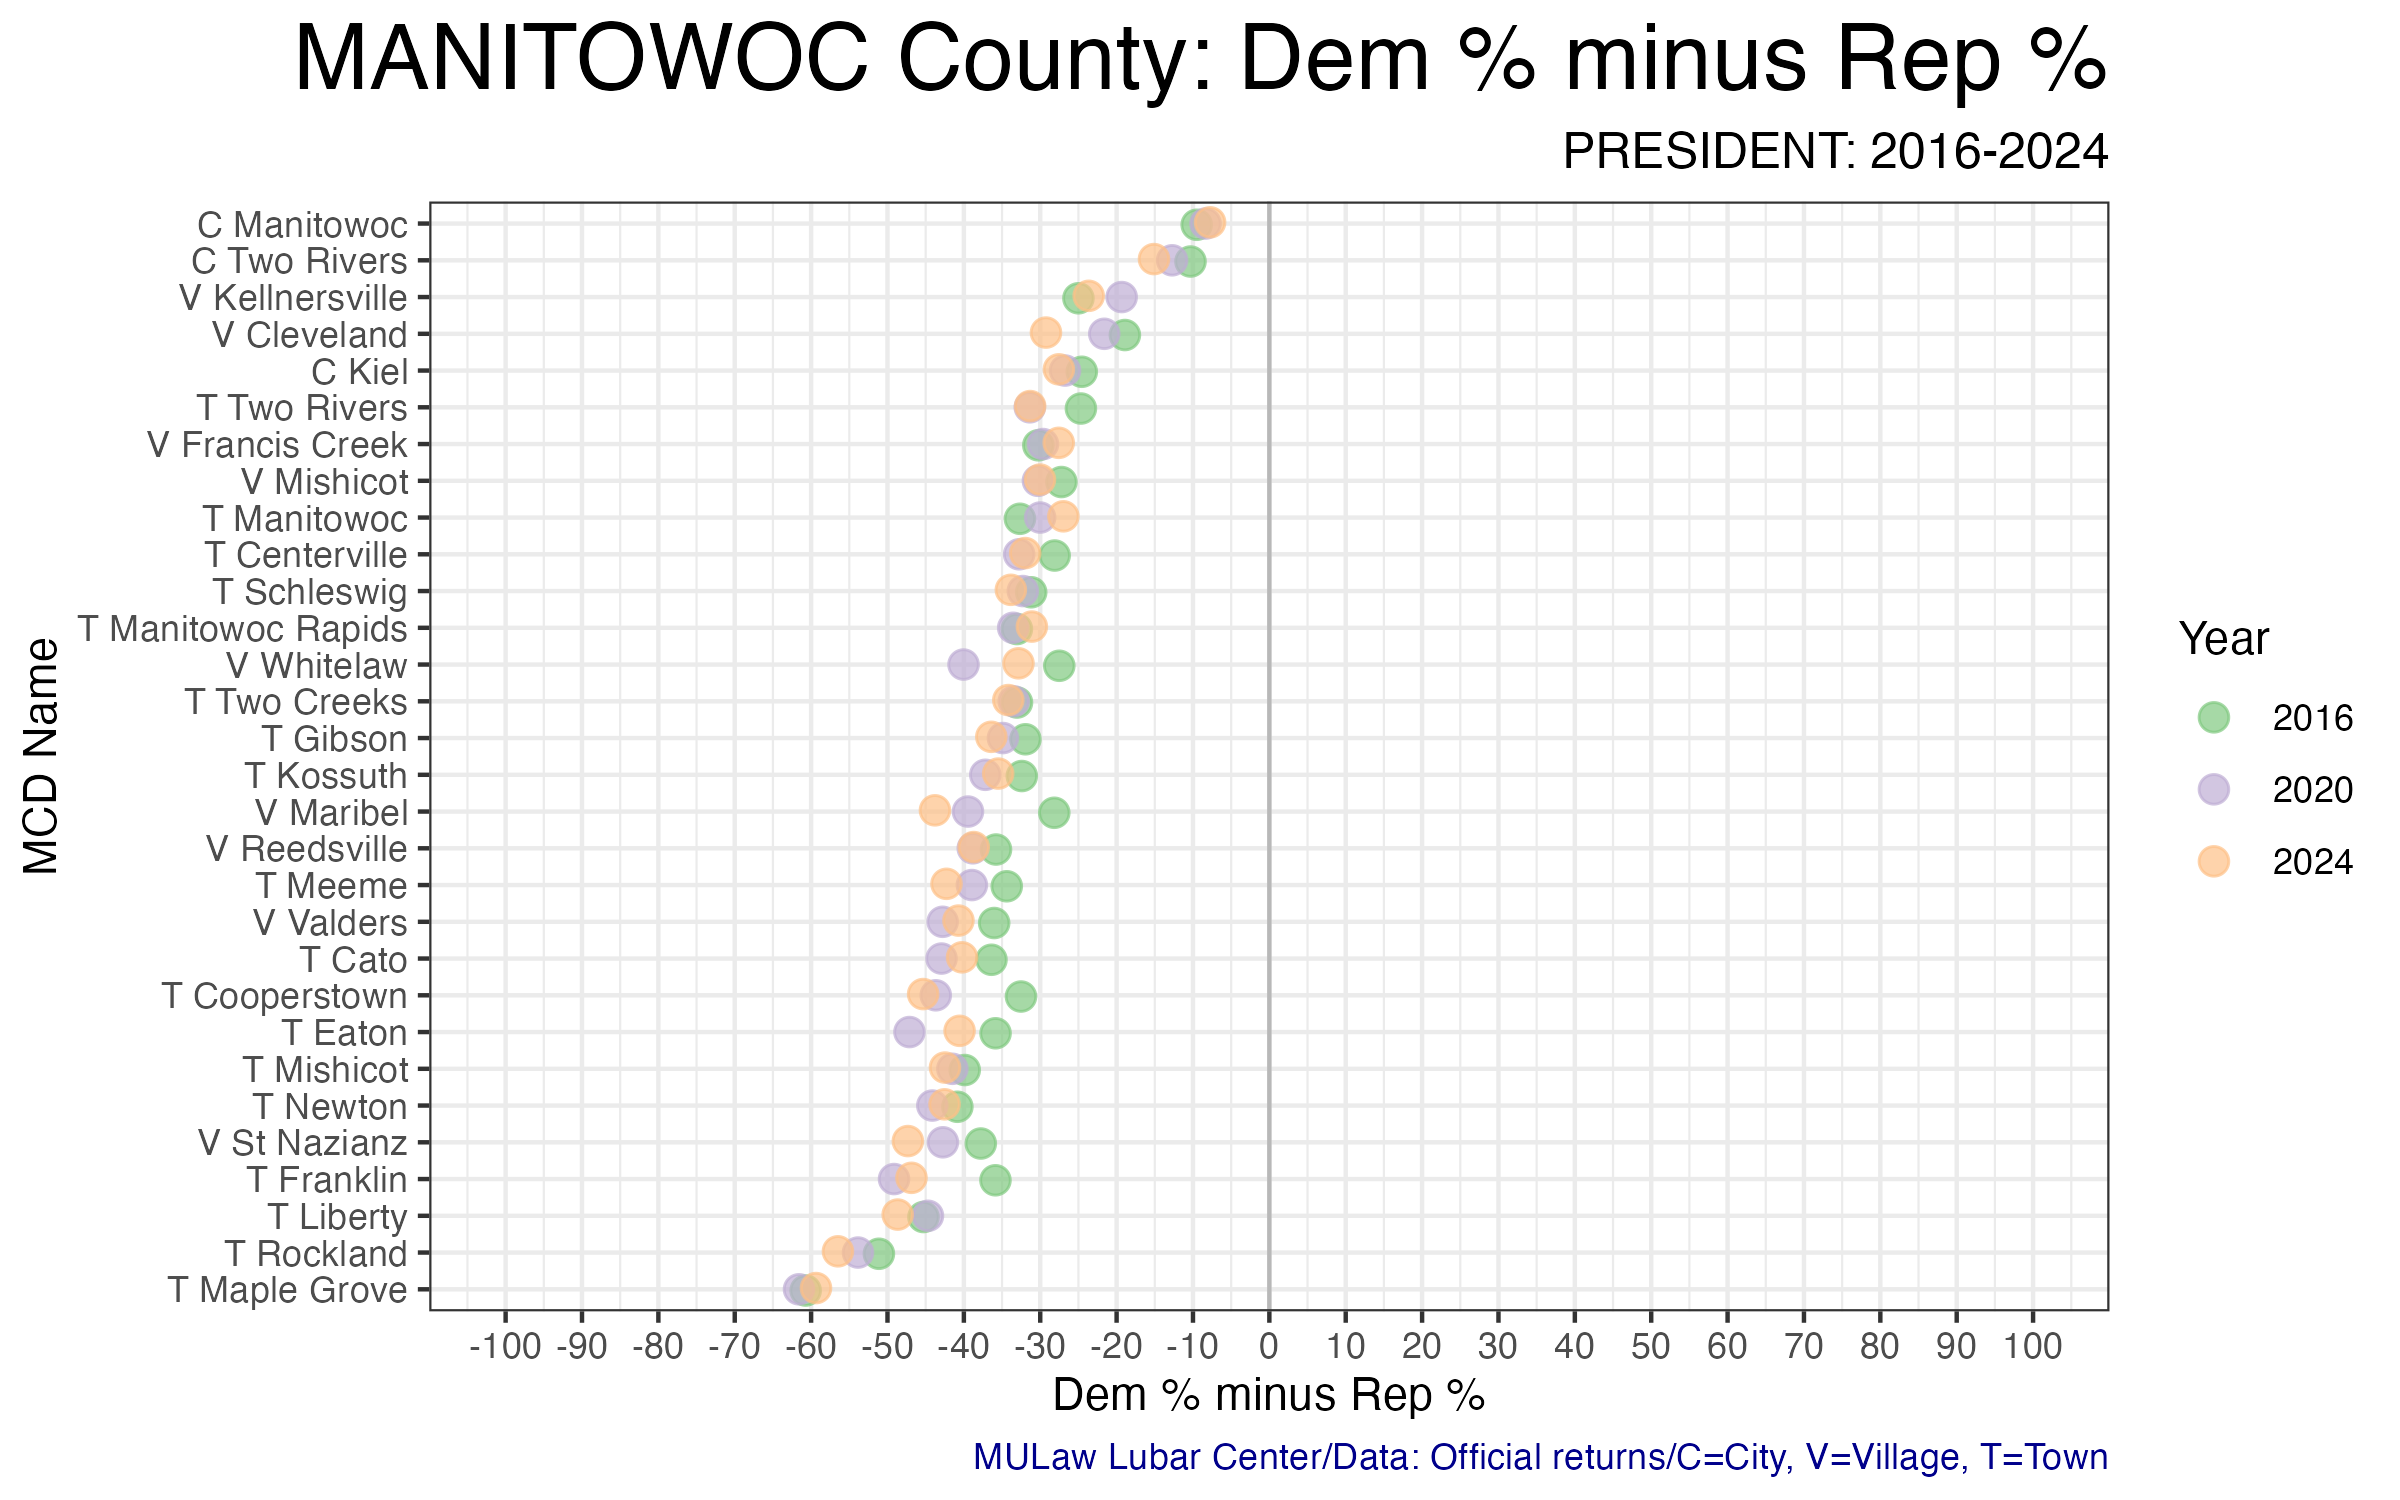 MANITOWOC County: Dem % minus Rep %
PRESIDENT: 2016-2024
C Manitowoc
C Two Rivers
V Kellnersville
V Cleveland
C Kiel
T Two Rivers
V Francis Creek
V Mishicot
T Manitowoc
T Centerville
T Schleswig
T Manitowoc Rapids
V Whitelaw
T Two Creeks
T Gibson
T Kossuth
V Maribel
V Reedsville
T Meeme
V Valders
T Cato
T Cooperstown
T Eaton
T Mishicot
T Newton
V St Nazianz
T Franklin
T Liberty
T Rockland
T Maple Grove
MCD Name
-100 -90 -80 -70 -60 -50 -40 -30 -20 -10 0 10 20 30 40 50 60 70 80 90 100
Dem % minus Rep %
Year
2016
2020
2024
MULaw Lubar Center/Data: Official returns/C=City, V=Village, T=Town